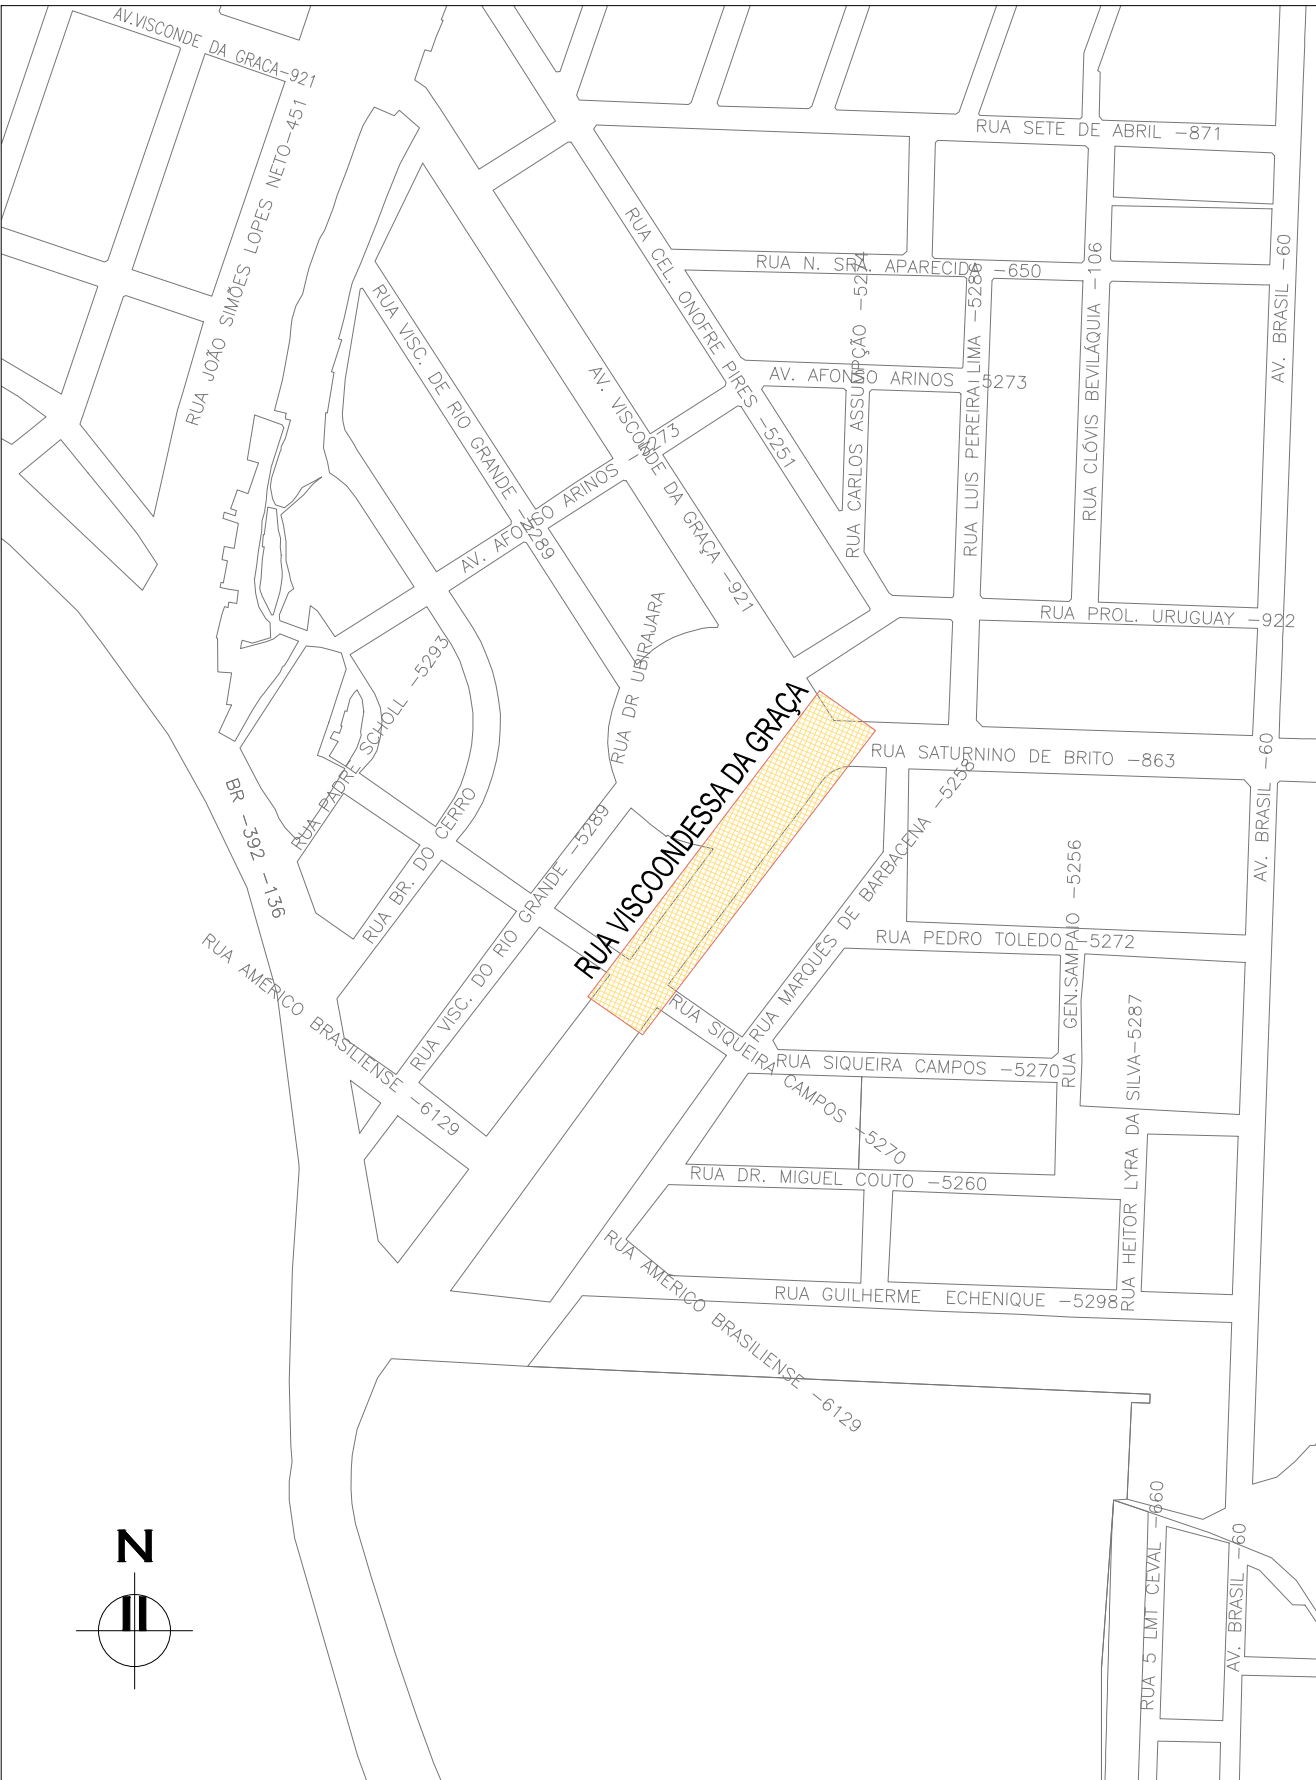 AV.VISCONDE DA GRACA-921
RUA JOÃO SIMÕES LOPES NETO-451
RUA SETE DE ABRIL -871
RUA CEL. ONOFRE PIRES -5251
RUA N. SRA. APARECIDA -650
RUA CARLOS ASSUMPÇÃO
RUA LUIS PEREIRA LIMA
RUA CLÓVIS BEVILÁQUIA -106
AV. BRASIL -60
RUA VISC. DE RIO GRANDE -5289
AV. VISCONDE DA GRAÇA -921
AV. AFONSO ARINOS -5273
AV. AFONSO ARINOS -5273
RUA PROL. URUGUAY -922
RUA DR UBIRAJARA
RUA PADRE SCHOLL -5293
RUA VISCOONDESSA DA GRAÇA
RUA SATURNINO DE BRITO -863
AV. BRASIL -60
BR -392 -136
RUA BR. DO CERRO
RUA VISC. DO RIO GRANDE -5289
RUA MARQUÊS DE BARBACENA -5258
RUA GEN.SAMPAIO -5256
RUA PEDRO TOLEDO -5272
RUA AMÉRICO BRASILIENSE -6129
RUA SIQUEIRA CAMPOS -5270
RUA SIQUEIRA CAMPOS -5270
RUA HEITOR LYRA DA SILVA-5287
RUA DR. MIGUEL COUTO -5260
RUA AMÉRICO BRASILIENSE -6129
RUA GUILHERME ECHENIQUE -5298
RUA 5 LMT CEVAL -660
AV. BRASIL -60
N